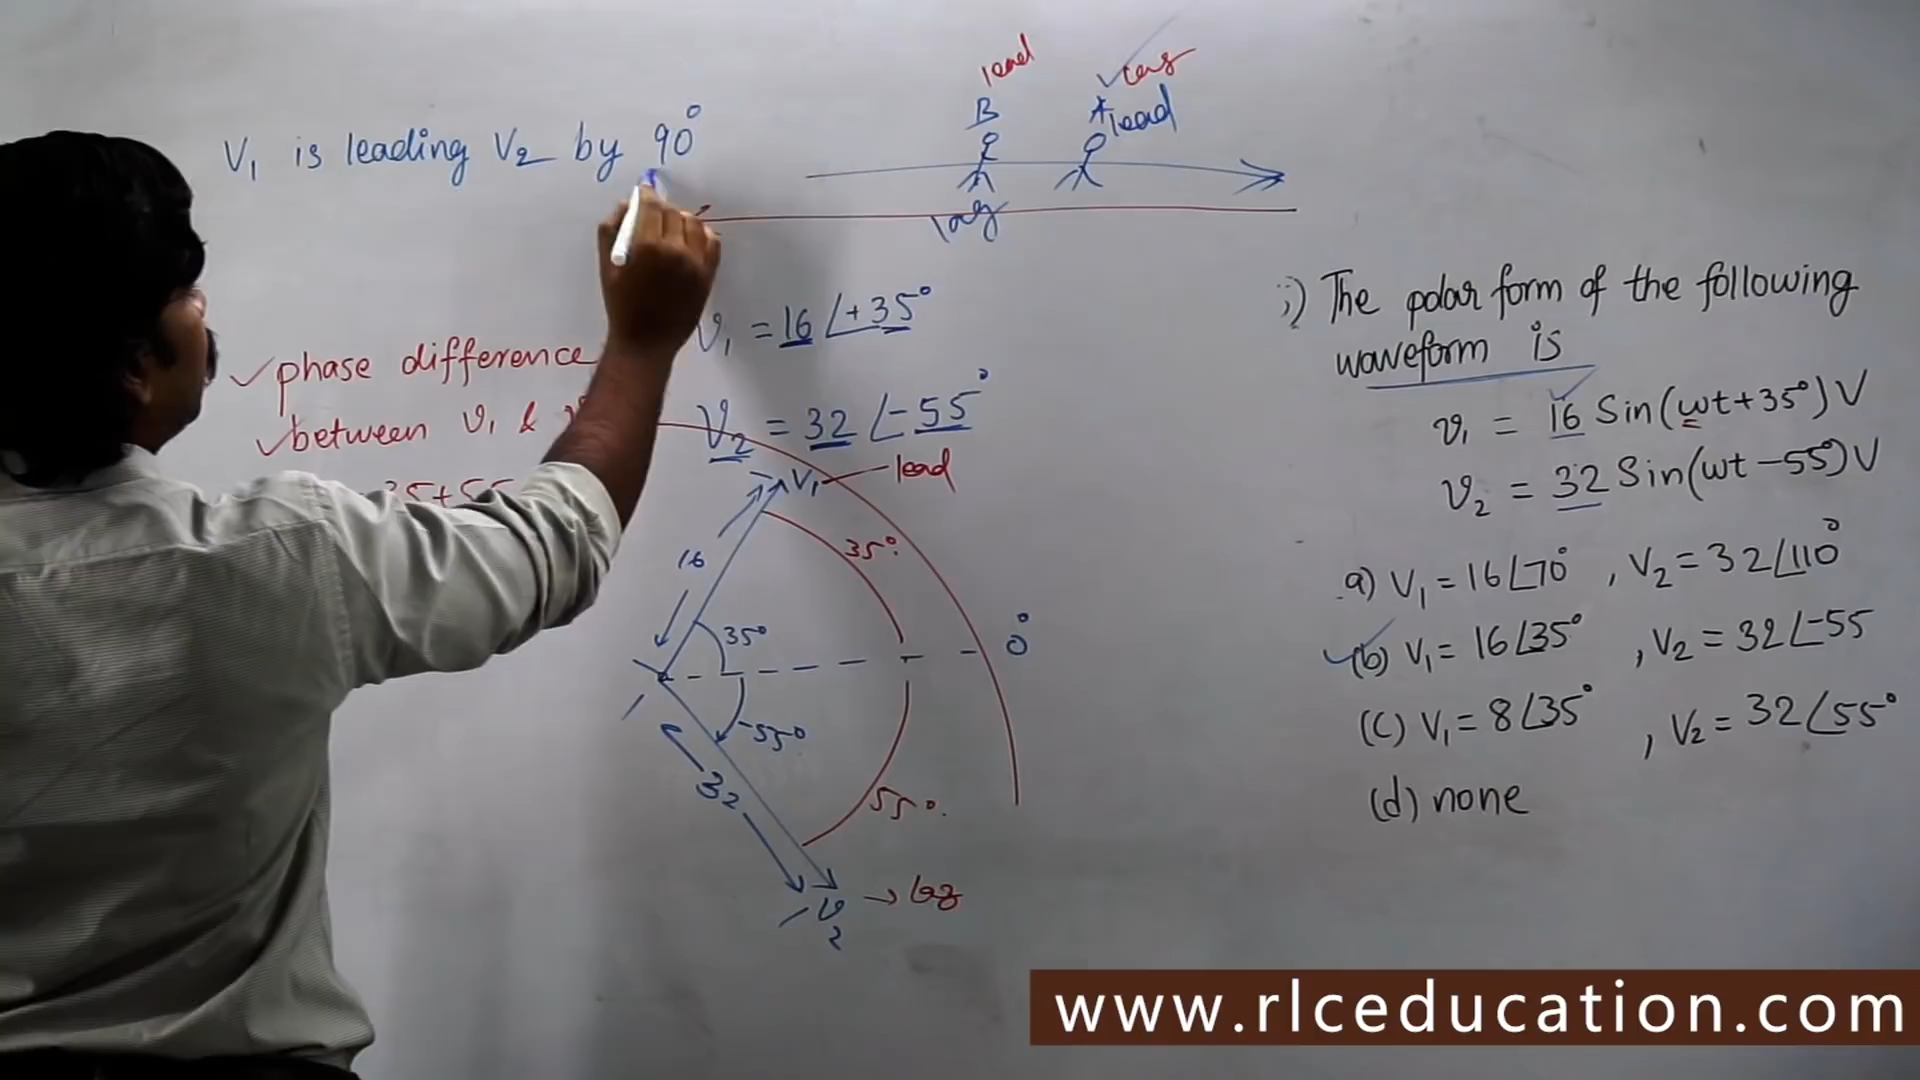 V₁ is leading V₂ by 90°
lead
lag
B
A lead
lag
V₁ = 16∠+35°
V₂ = 32∠-55°
✓phase difference
✓between v₁ &
35+55
V₁ lead
16
35°
35°
0°
-55°
32
55°
V₂ → lag
ii) The polar form of the following
waveform is
v₁ = 16 Sin(wt+35°)V
v₂ = 32 Sin(wt-55°)V
a) V₁ = 16∠70° , V₂ = 32∠110°
(b) V₁ = 16∠35° , V₂ = 32∠-55
(c) V₁ = 8∠35° , V₂ = 32∠55°
(d) none
www.rlceducation.com